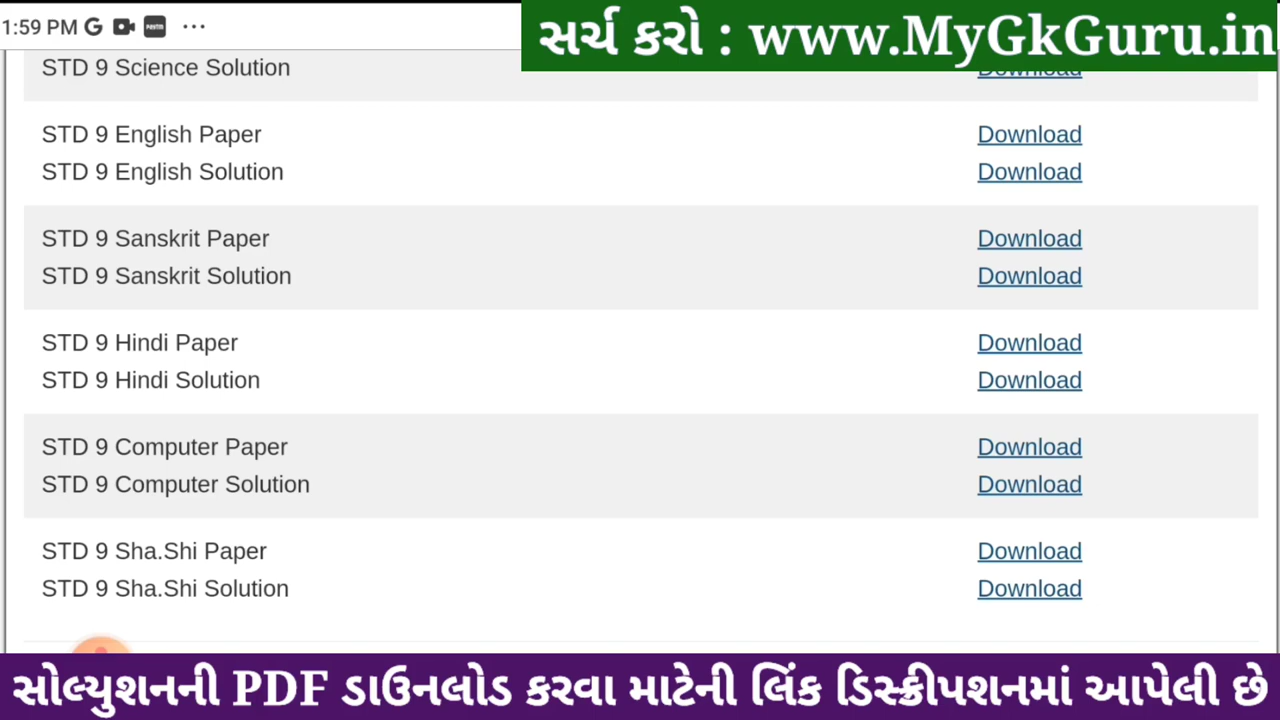 1:59 PM G Paytm ...
સર્ચ કરો : www.MyGkGuru.in
STD 9 Science Solution Download
STD 9 English Paper Download
STD 9 English Solution Download
STD 9 Sanskrit Paper Download
STD 9 Sanskrit Solution Download
STD 9 Hindi Paper Download
STD 9 Hindi Solution Download
STD 9 Computer Paper Download
STD 9 Computer Solution Download
STD 9 Sha.Shi Paper Download
STD 9 Sha.Shi Solution Download
સોલ્યુશનની PDF ડાઉનલોડ કરવા માટેની લિંક ડિસ્ક્રીપશનમાં આપેલી છે